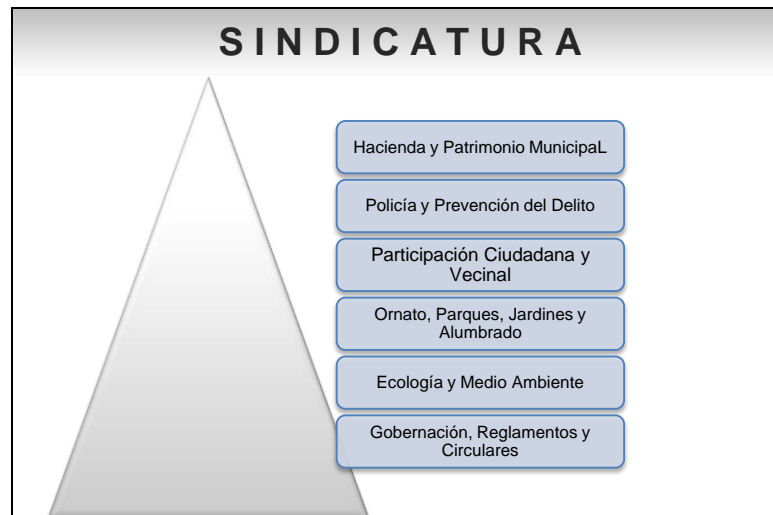 SINDICATURA
Hacienda y Patrimonio MunicipaL
Policía y Prevención del Delito
Participación Ciudadana y
Vecinal
Ornato, Parques, Jardines y
Alumbrado
Ecología y Medio Ambiente
Gobernación, Reglamentos y
Circulares